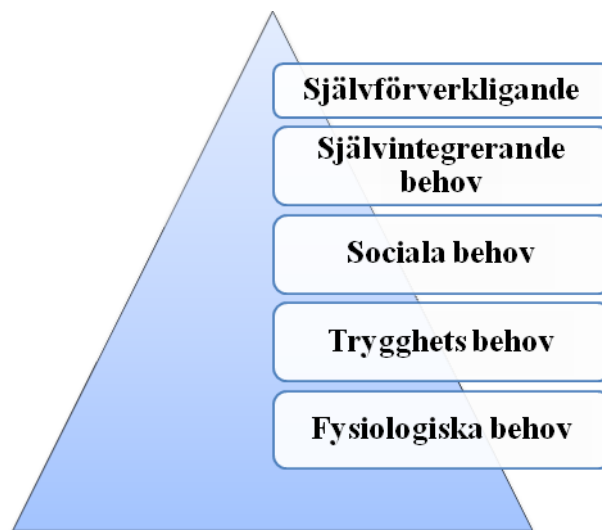 Självförverkligande
Självintegrerande
behov
Sociala behov
Trygghets behov
Fysiologiska behov